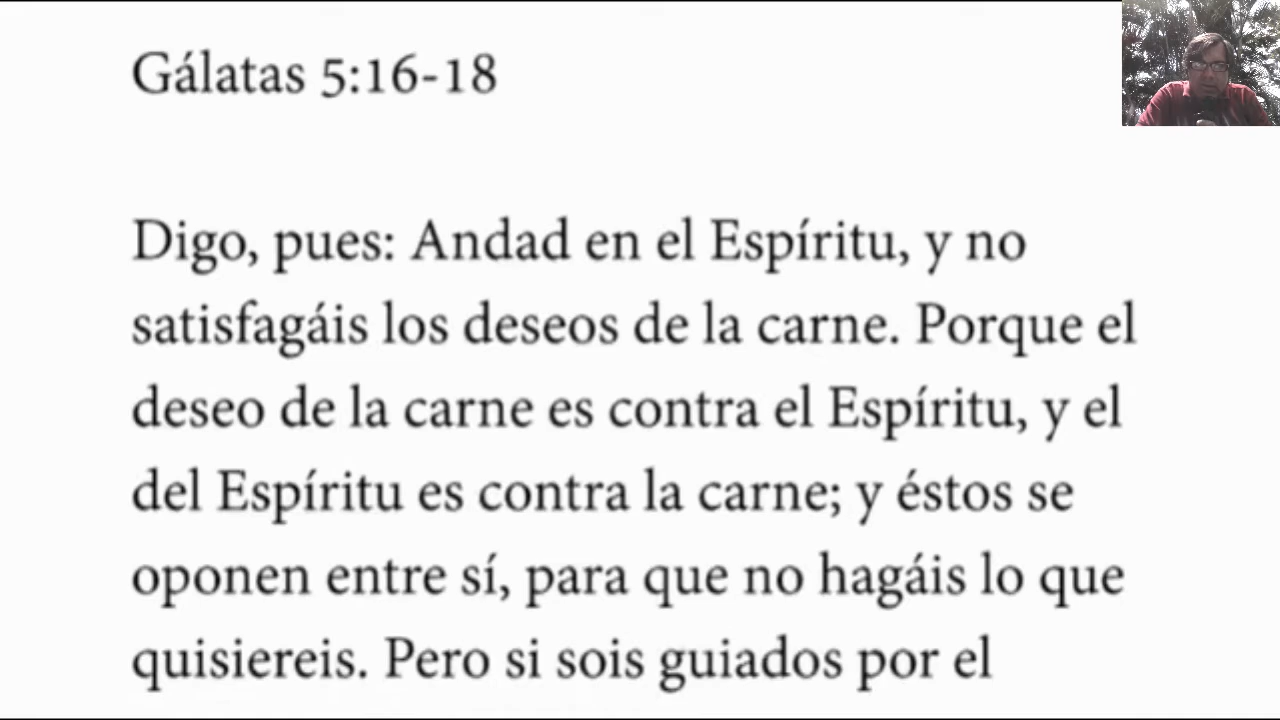 Gálatas 5:16-18
Digo, pues: Andad en el Espíritu, y no
satisfagáis los deseos de la carne. Porque el
deseo de la carne es contra el Espíritu, y el
del Espíritu es contra la carne; y éstos se
oponen entre sí, para que no hagáis lo que
quisiereis. Pero si sois guiados por el